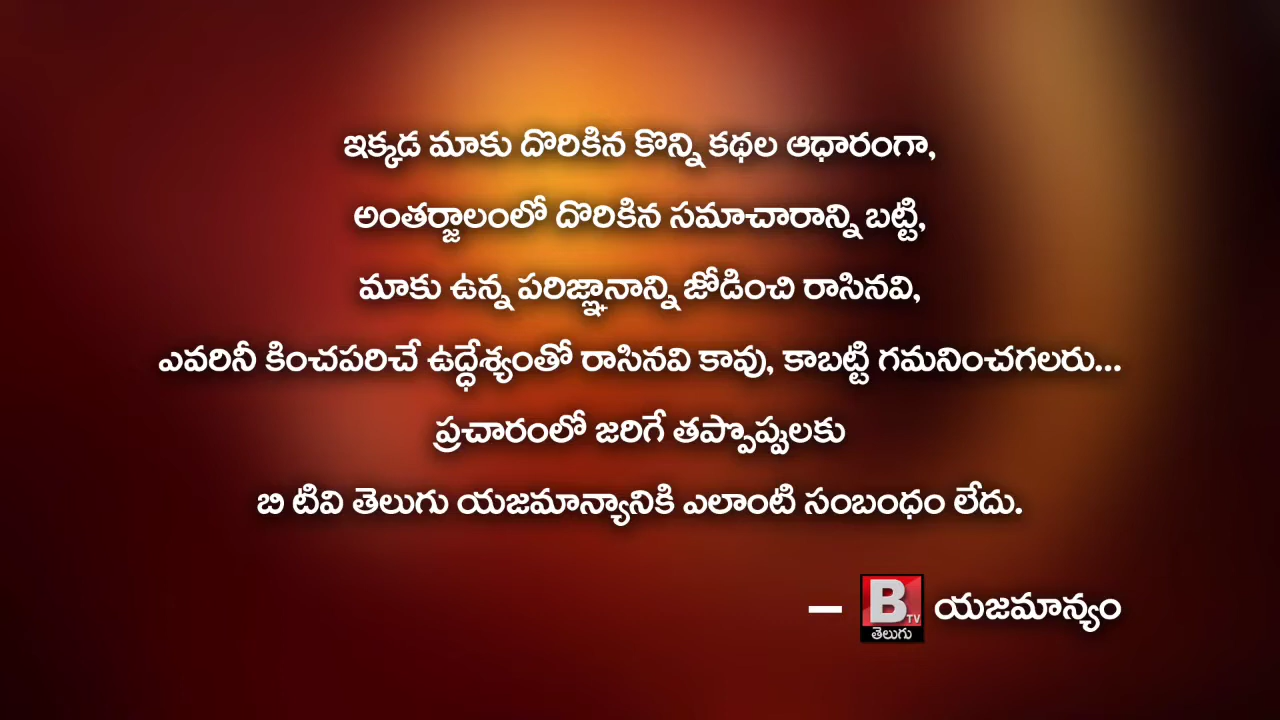 ఇక్కడ మాకు దొరికిన కొన్ని కథల ఆధారంగా,
అంతర్జాలంలో దొరికిన సమాచారాన్ని బట్టి,
మాకు ఉన్న పరిజ్ఞానాన్ని జోడించి రాసినవి,
ఎవరినీ కించపరిచే ఉద్ధేశ్యంతో రాసినవి కావు, కాబట్టి గమనించగలరు...
ప్రచారంలో జరిగే తప్పొప్పులకు
బి టివి తెలుగు యజమాన్యానికి ఎలాంటి సంబంధం లేదు.
– B TV తెలుగు యజమాన్యం